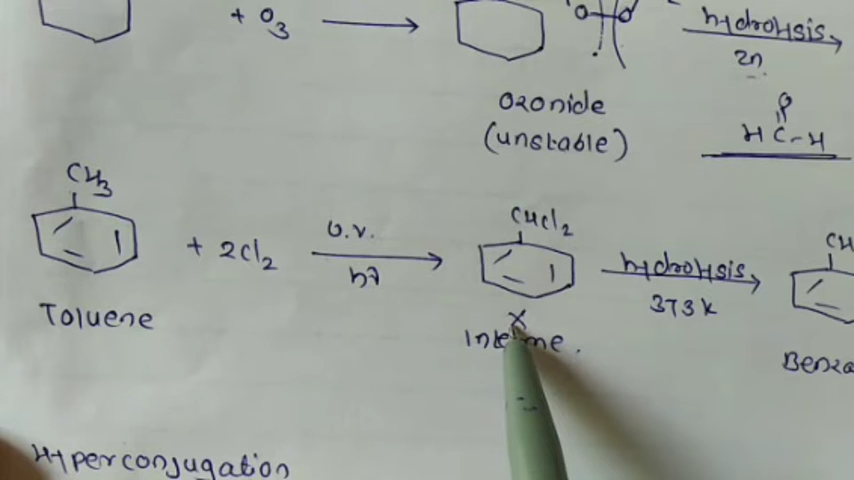 + O3
hydrolysis
Zn
Ozonide
(unstable)
O
H C-H
CH3
+ 2Cl2
U.V.
hν
CHCl2
hydrolysis
373 K
Toluene
X
Benza
Hyperconjugation